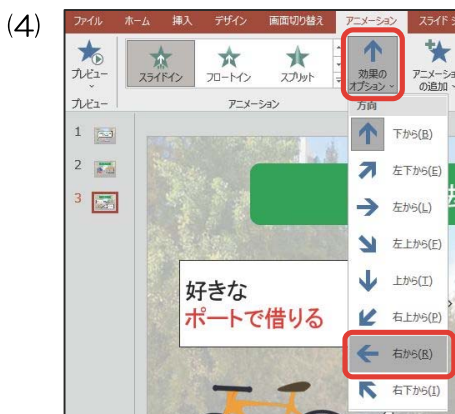 (4)
ファイル ホーム 挿入 デザイン 画面切り替え アニメーション スライド
プレビュー スライドイン フロートイン スプリット 効果の オプション アニメーション の追加
プレビュー アニメーション 方向
1
2
3
下から(B)
左下から(E)
左から(L)
左上から(F)
上から(T)
右上から(P)
右から(R)
右下から(I)
好きな
ポートで借りる